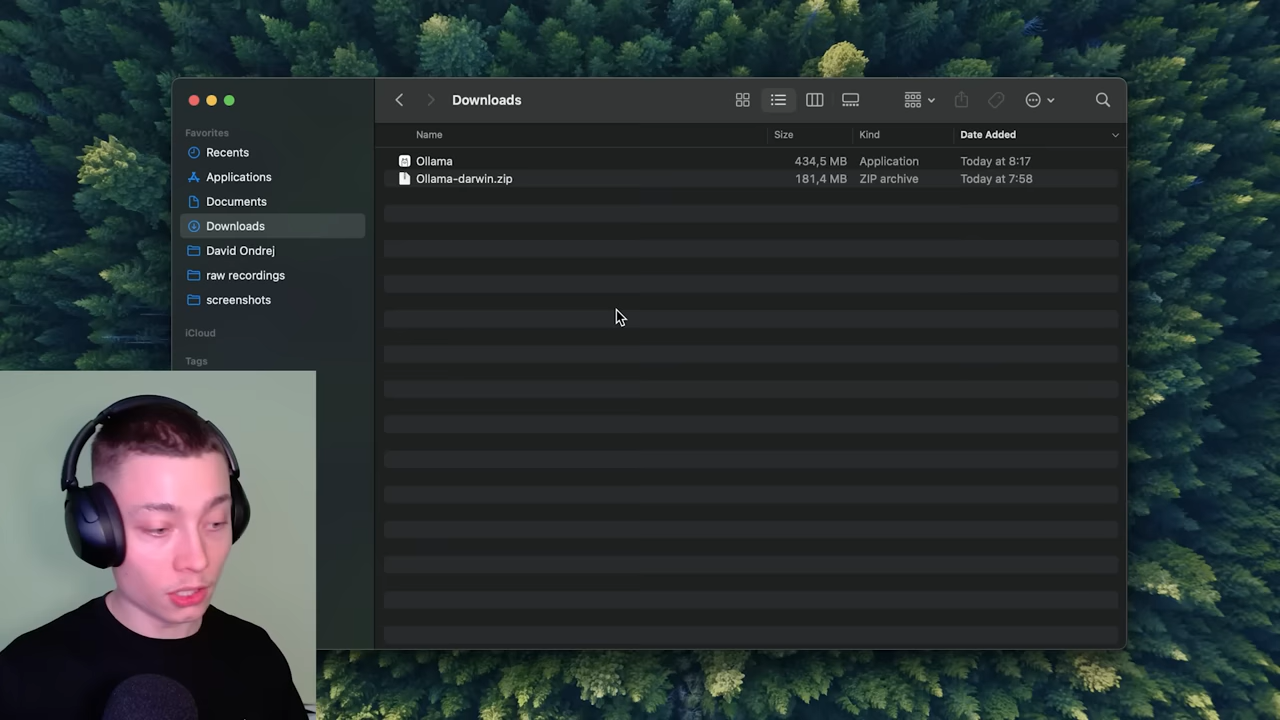 Downloads
Favorites
Recents
Applications
Documents
Downloads
David Ondrej
raw recordings
screenshots
iCloud
Tags
Name Size Kind Date Added
Ollama 434,5 MB Application Today at 8:17
Ollama-darwin.zip 181,4 MB ZIP archive Today at 7:58